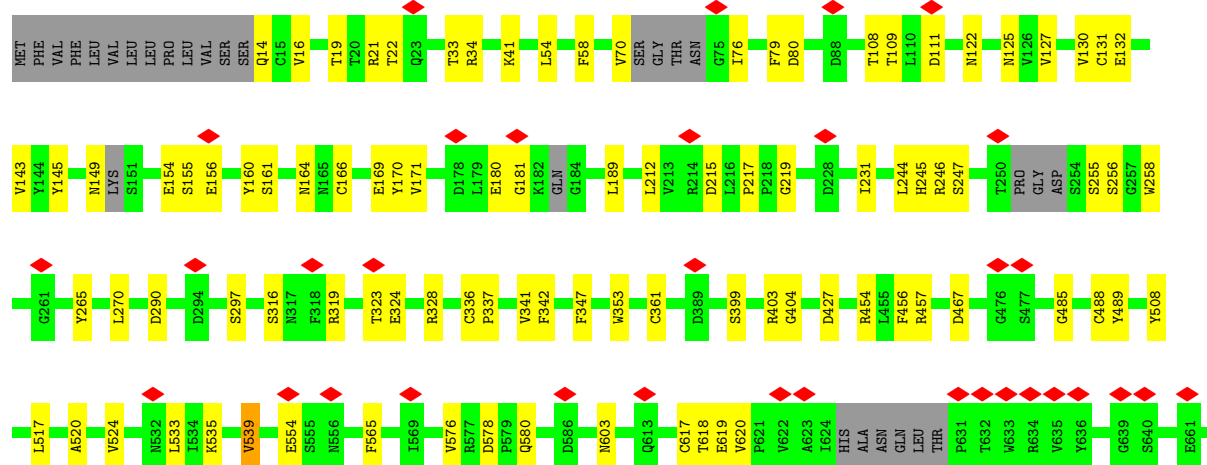 MET PHE VAL PHE LEU VAL LEU LEU PRO LEU VAL SER SER Q14 C15 V16 T19 T20 R21 T22 Q23 T33 R34 K41 L54 F58 V70 SER GLY THR ASN G75 I76 F79 D80 D88 T108 T109 L110 D111 N122 N125 V126 V127 V130 C131 E132
V143 Y144 Y145 N149 LYS S151 E154 S155 E156 Y160 S161 N164 N165 C166 E169 Y170 V171 D178 L179 E180 G181 K182 GLN G184 L189 L212 V213 R214 D215 L216 P217 P218 G219 D228 I231 L244 H245 R246 S247 T250 PRO GLY ASP S254 S255 S256 G257 W258
G261 Y265 L270 D290 D294 S297 S316 N317 F318 R319 T323 E324 R328 C336 P337 V341 F342 F347 W353 C361 D389 S399 R403 G404 D427 R454 L455 F456 R457 D467 G476 S477 G485 C488 Y489 Y508
L517 A520 V524 N532 L533 I534 K535 V539 E554 S555 N556 F565 I569 V576 R577 D578 P579 Q580 D586 N603 Q613 C617 T618 E619 V620 P621 V622 A623 I624 HIS ALA ASN GLN LEU THR P631 T632 W633 R634 V635 Y636 G639 S640 E661